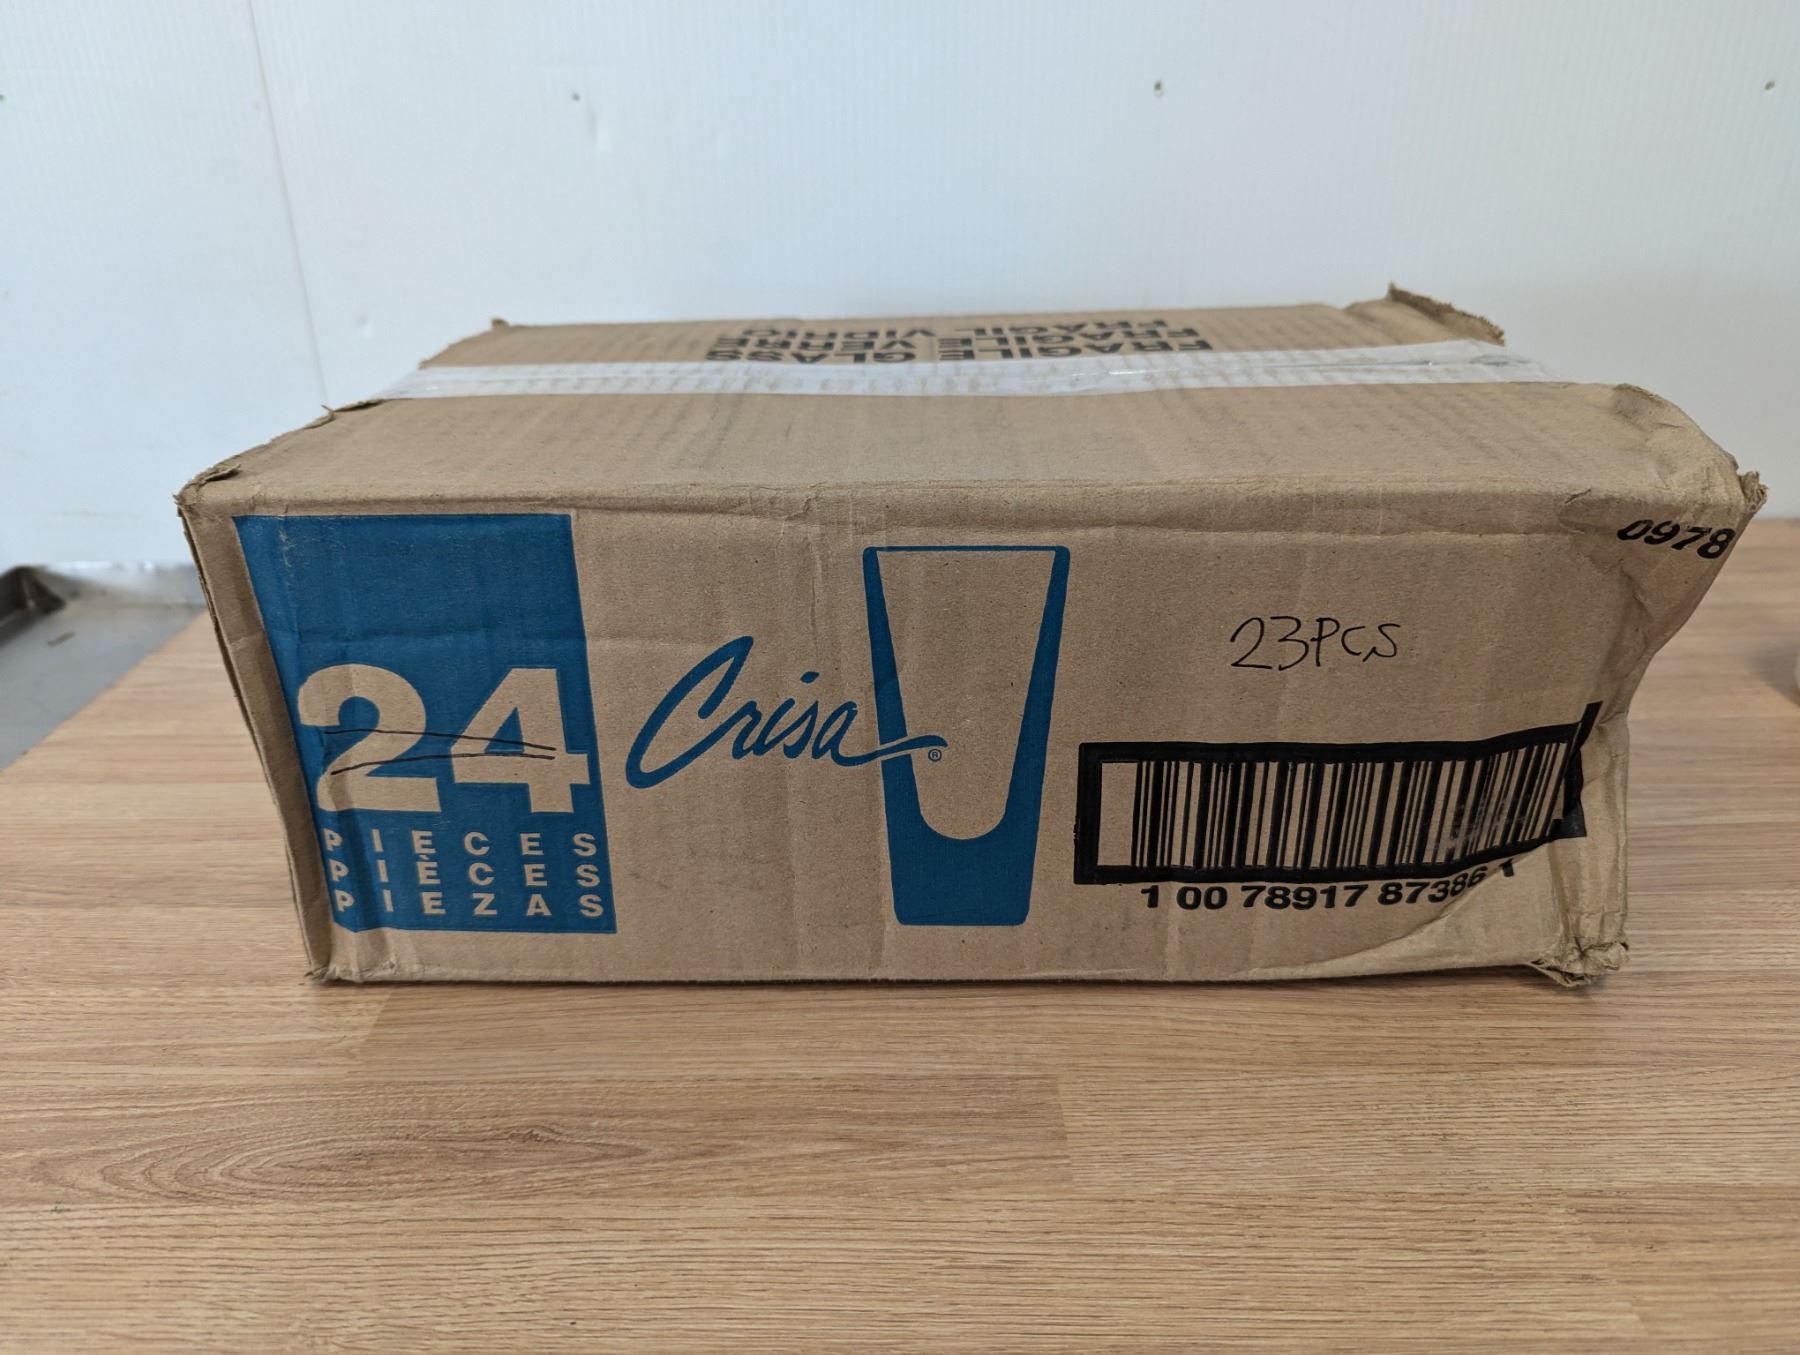 FRAGILE GLASS
FRAGILE VERRE
FRAGIL VIDRIO
0978
24
PIECES
PIÈCES
PIEZAS
Crisa®
23PCS
1 00 78917 87386 1